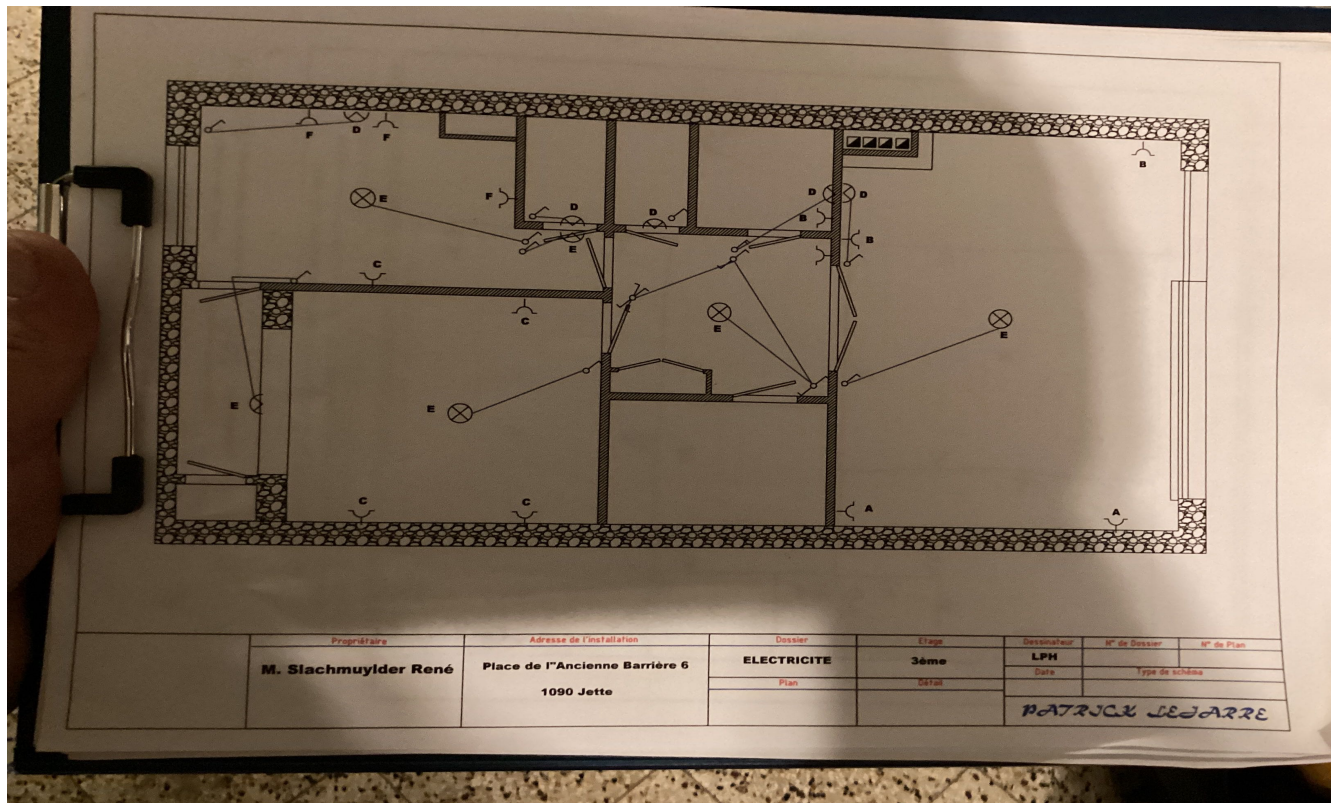 F
D
F
B
E
F
D
D
D
D
B
B
E
C
C
E
E
E
E
C
C
A
A
Propriétaire
M. Slachmuylder René
Adresse de l'installation
Place de l"Ancienne Barrière 6
1090 Jette
Dossier
ELECTRICITE
Plan
Etage
3ème
Détail
Dessinateur
LPH
Date
N° de Dossier
N° de Plan
Type de schéma
PATRICK LEJARRE